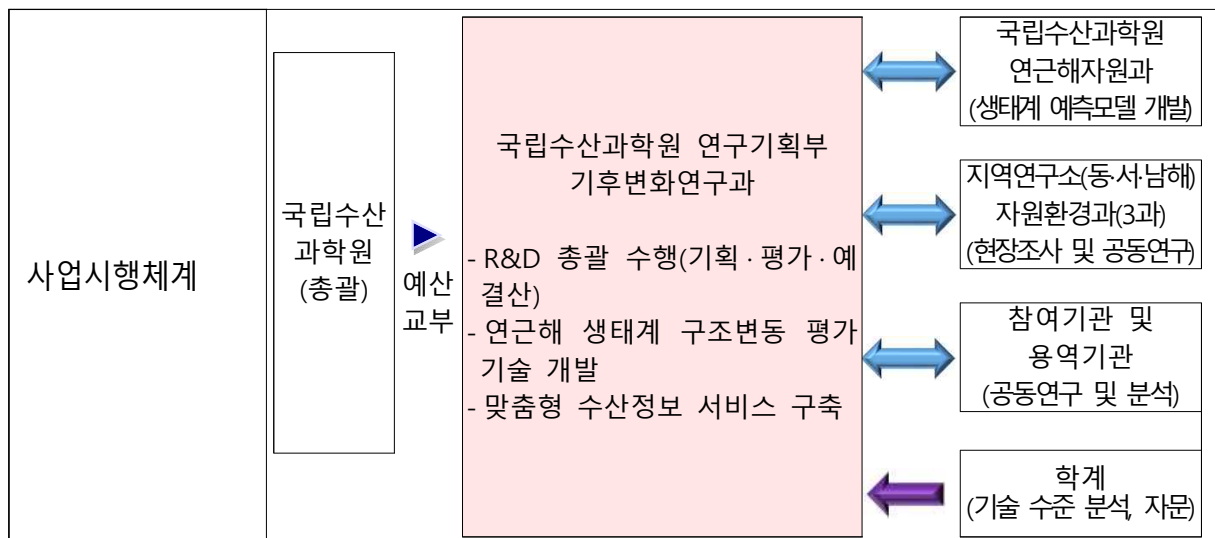 사업시행체계
국립수산
과학원
(총괄)
예산
교부
국립수산과학원 연구기획부
기후변화연구과
- R&D 총괄 수행(기획·평가·예
결산)
- 연근해 생태계 구조변동 평가
기술 개발
- 맞춤형 수산정보 서비스 구축
국립수산과학원
연근해자원과
(생태계 예측모델 개발)
지역연구소(동·서·남해)
자원환경과(3과)
(현장조사 및 공동연구)
참여기관 및
용역기관
(공동연구 및 분석)
학계
(기술 수준 분석, 자문)